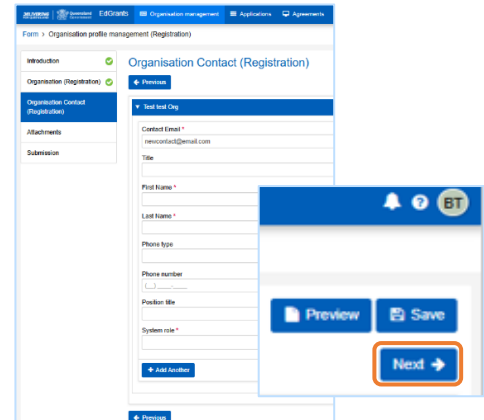 Queensland Government EdGrants Organisation management Applications Agreements
Form > Organisation profile management (Registration)
Introduction
Organisation (Registration)
Organisation Contact
(Registration)
Attachments
Submission
Organisation Contact (Registration)
Previous
Test test Org
Contact Email *
newcontact@email.com
Title
First Name *
Last Name *
Phone type
Phone number
(__)____-____
Position title
System role *
+ Add Another
Previous
BT
Preview
Save
Next